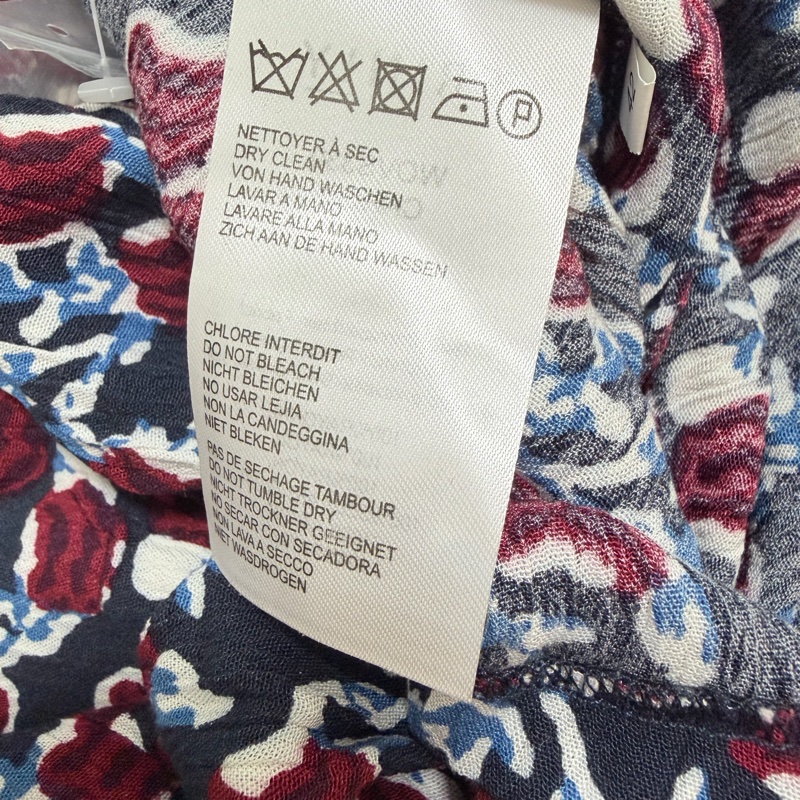 P
NETTOYER À SEC
DRY CLEAN
VON HAND WASCHEN
LAVAR A MANO
LAVARE ALLA MANO
ZICH AAN DE HAND WASSEN
CHLORE INTERDIT
DO NOT BLEACH
NICHT BLEICHEN
NO USAR LEJIA
NON LA CANDEGGINA
NIET BLEKEN
PAS DE SECHAGE TAMBOUR
DO NOT TUMBLE DRY
NICHT TROCKNER GEEIGNET
NO SECAR CON SECADORA
NON LAVA A SECCO
NIET WASDROGEN